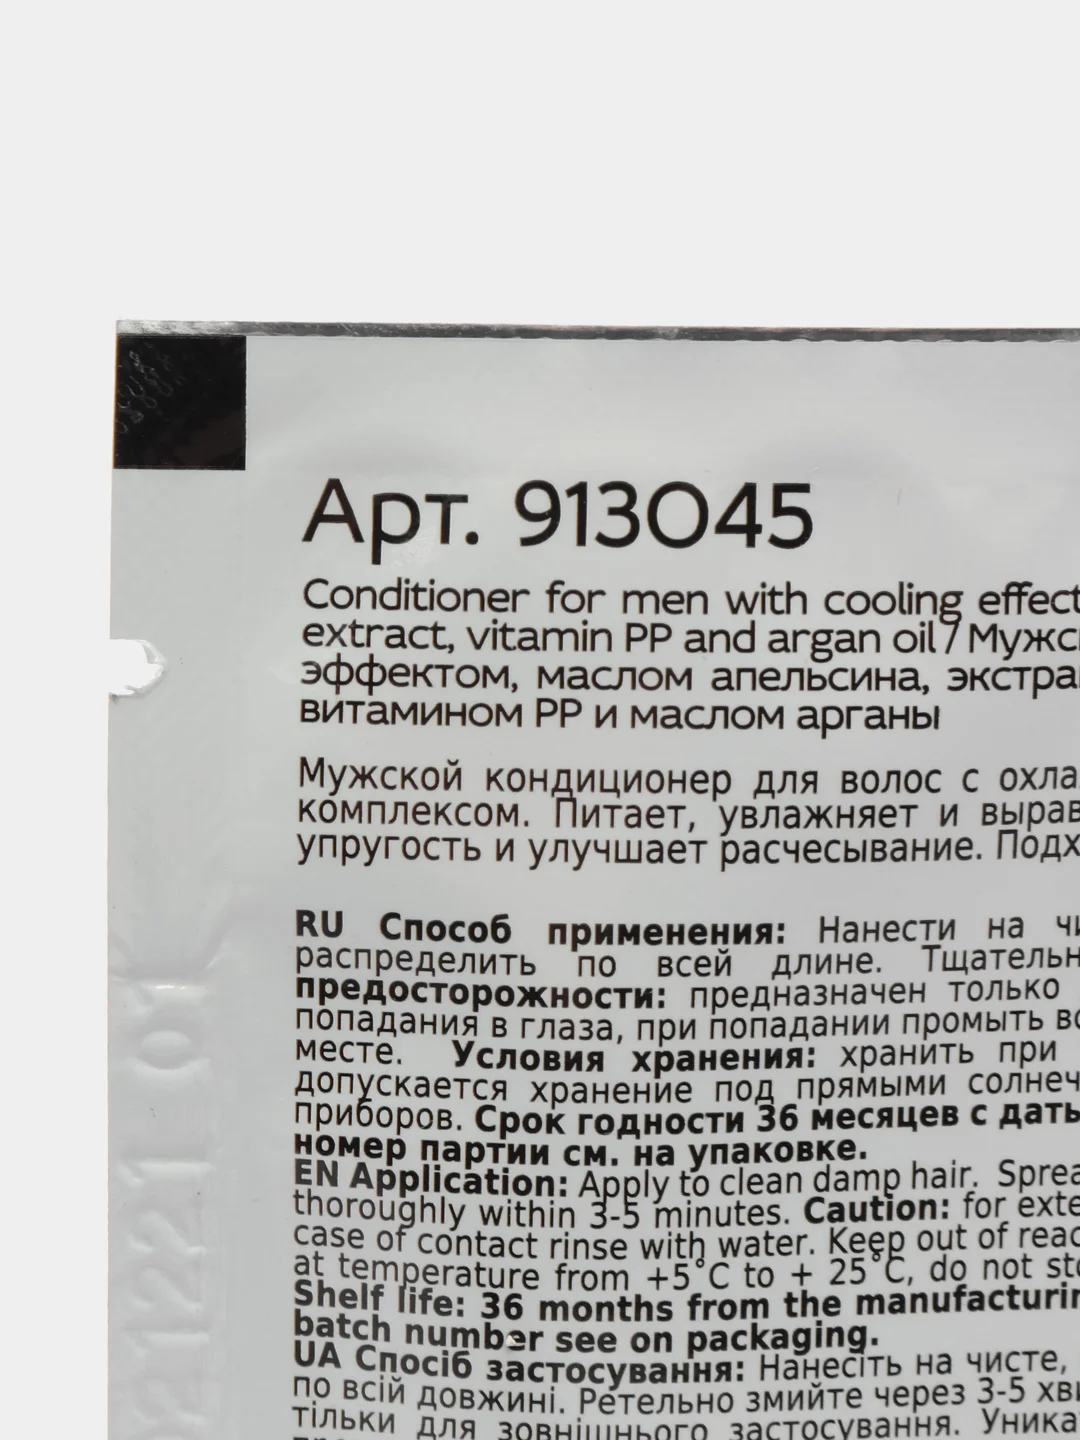 Арт. 913045
Conditioner for men with cooling effect
extract, vitamin PP and argan oil / Мужс
эффектом, маслом апельсина, экстра
витамином PP и маслом арганы
Мужской кондиционер для волос с охла
комплексом. Питает, увлажняет и вырав
упругость и улучшает расчесывание. Подх
RU Способ применения: Нанести на чи
распределить по всей длине. Тщательн
предосторожности: предназначен только
попадания в глаза, при попадании промыть во
месте. Условия хранения: хранить при
допускается хранение под прямыми солнеч
приборов. Срок годности 36 месяцев с даты
номер партии см. на упаковке.
EN Application: Apply to clean damp hair. Sprea
thoroughly within 3-5 minutes. Caution: for exte
case of contact rinse with water. Keep out of reac
at temperature from +5°C to + 25°C, do not sto
Shelf life: 36 months from the manufacturin
batch number see on packaging.
UA Спосіб застосування: Нанесіть на чисте,
по всій довжині. Ретельно змийте через 3-5 хви
тільки для зовнішнього застосування. Уника